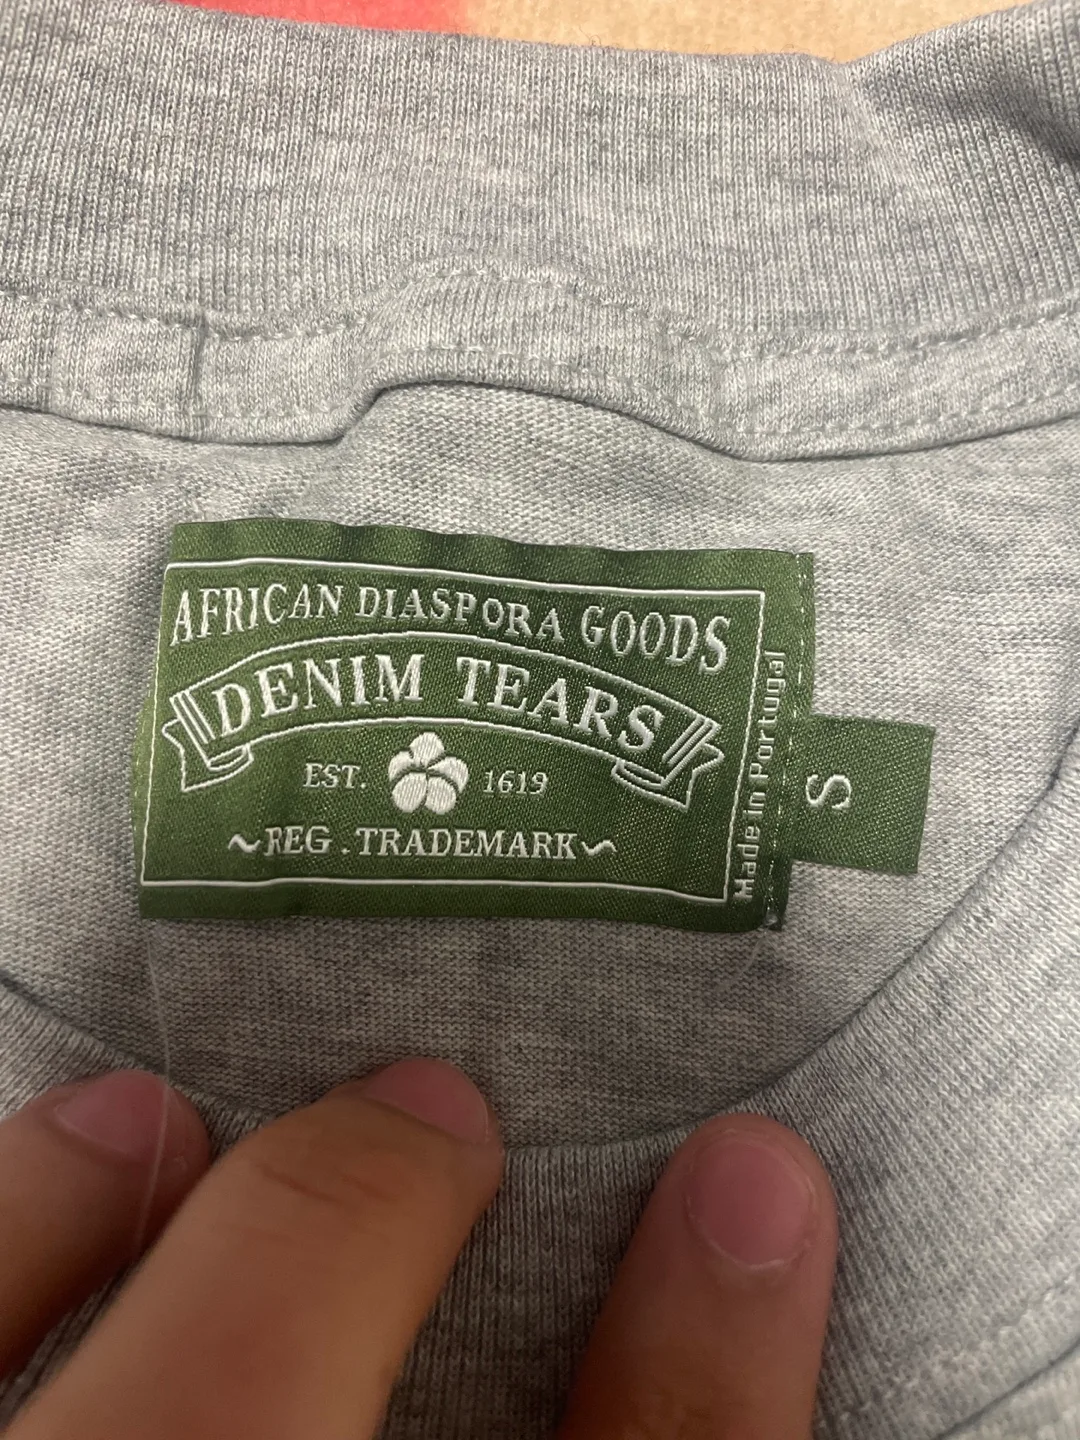 AFRICAN DIASPORA GOODS
DENIM TEARS
EST. 1619
~REG.TRADEMARK~
Made in Portugal
S